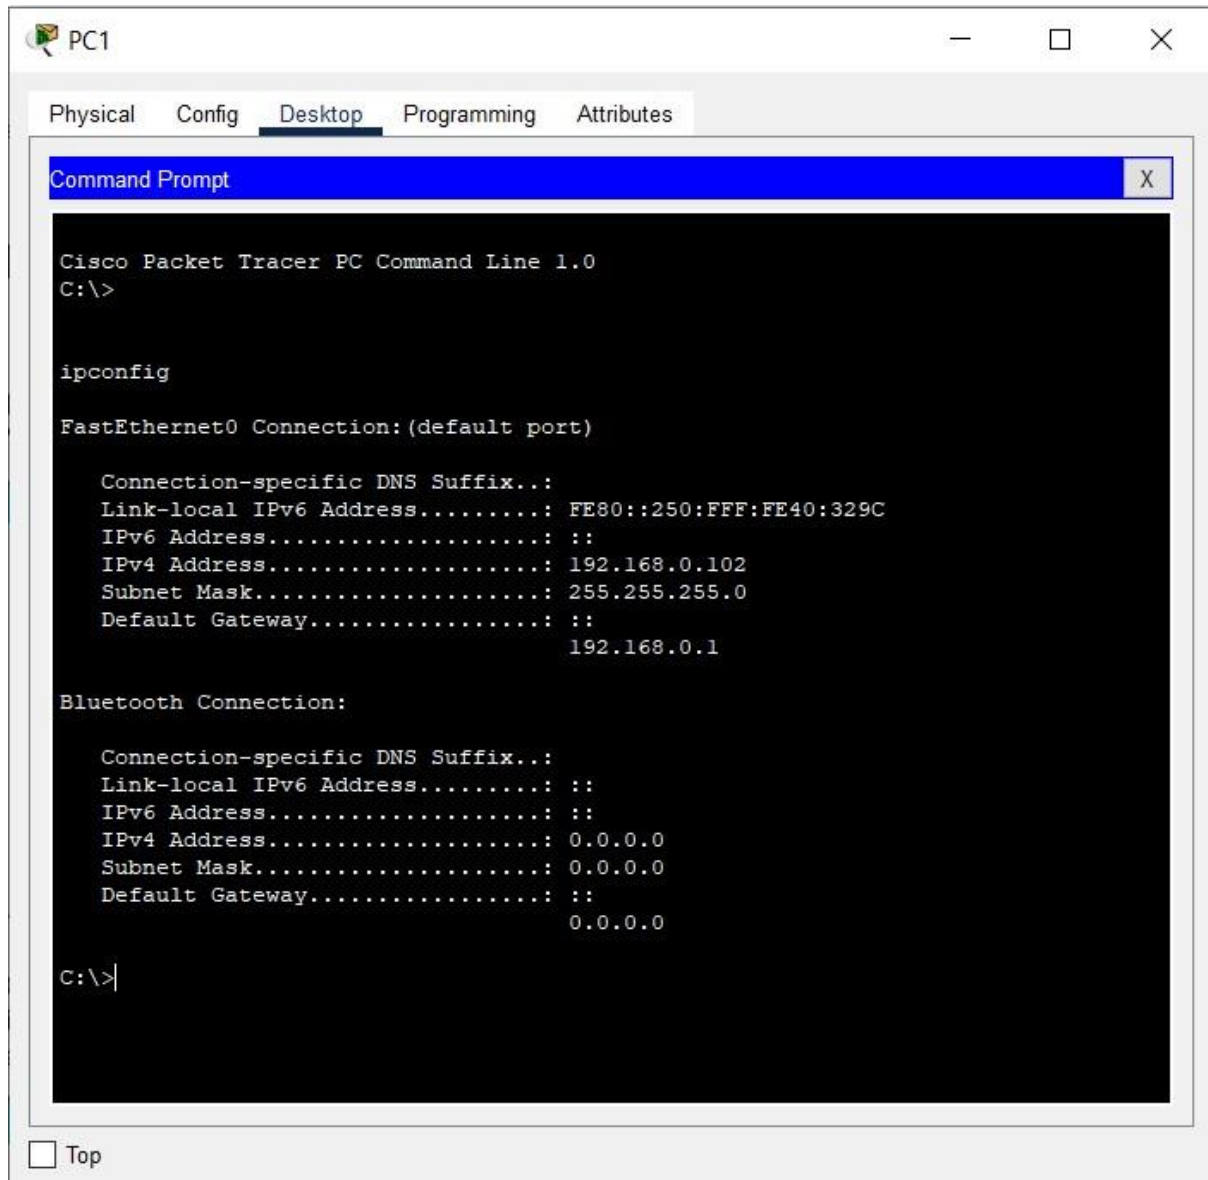 PC1
Physical Config Desktop Programming Attributes
Command Prompt X
Cisco Packet Tracer PC Command Line 1.0
C:\>
ipconfig
FastEthernet0 Connection:(default port)
Connection-specific DNS Suffix..:
Link-local IPv6 Address.........: FE80::250:FFF:FE40:329C
IPv6 Address....................: ::
IPv4 Address....................: 192.168.0.102
Subnet Mask.....................: 255.255.255.0
Default Gateway.................: ::
192.168.0.1
Bluetooth Connection:
Connection-specific DNS Suffix..:
Link-local IPv6 Address.........: ::
IPv6 Address....................: ::
IPv4 Address....................: 0.0.0.0
Subnet Mask.....................: 0.0.0.0
Default Gateway.................: ::
0.0.0.0
C:\>
Top